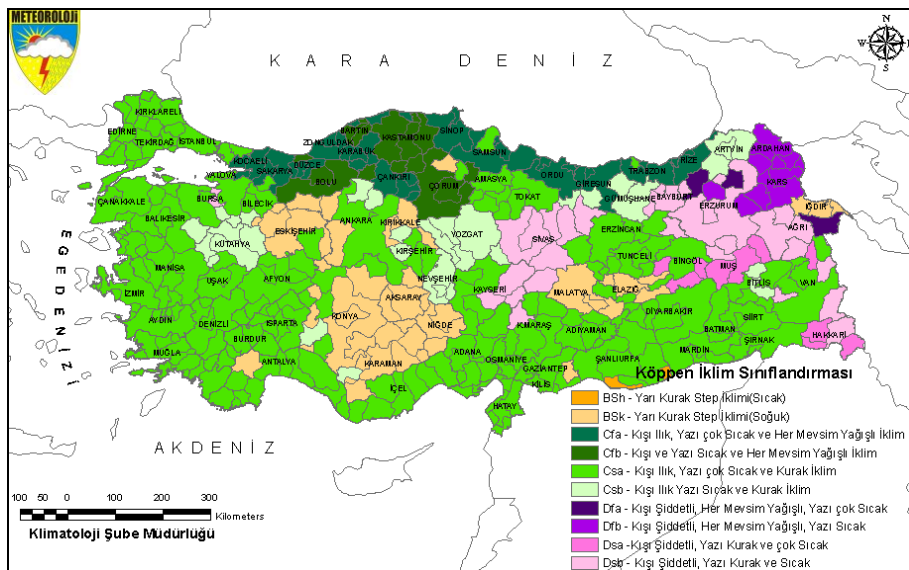 METEOROLOJİ
N
W
E
S
KARA DENİZ
KIRKLARELİ
EDİRNE
TEKİRDAĞ
İSTANBUL
KOCAELİ
YALOVA
SAKARYA
DÜZCE
ZONGULDAK
BARTIN
KARABÜK
KASTAMONU
SİNOP
SAMSUN
BOLU
ÇANKIRI
ÇORUM
AMASYA
ORDU
GİRESUN
TRABZON
RİZE
ARTVİN
ARDAHAN
KARS
TOKAT
GÜMÜŞHANE
BAYBURT
ERZURUM
IĞDIR
AĞRI
ÇANAKKALE
BURSA
BİLECİK
BALIKESİR
ESKİŞEHİR
ANKARA
KIRIKKALE
YOZGAT
SİVAS
ERZİNCAN
KÜTAHYA
KIRŞEHİR
TUNCELİ
BİNGÖL
MUŞ
MANİSA
UŞAK
AFYON
NEVŞEHİR
KAYSERİ
MALATYA
ELAZIĞ
BİTLİS
VAN
EGE DENİZİ
İZMİR
AKSARAY
KONYA
NİĞDE
DİYARBAKIR
SİİRT
AYDIN
DENİZLİ
ISPARTA
BURDUR
K.MARAŞ
ADIYAMAN
BATMAN
HAKKARİ
MUĞLA
ANTALYA
KARAMAN
ADANA
OSMANİYE
GAZİANTEP
ŞANLIURFA
MARDİN
ŞIRNAK
İÇEL
KİLİS
HATAY
AKDENİZ
Köppen İklim Sınıflandırması
BSh - Yarı Kurak Step İklimi(Sıcak)
BSk - Yarı Kurak Step İklimi(Soğuk)
Cfa - Kışı Ilık, Yazı çok Sıcak ve Her Mevsim Yağışlı İklim
Cfb - Kışı ve Yazı Sıcak ve Her Mevsim Yağışlı İklim
Csa - Kışı Ilık, Yazı çok Sıcak ve Kurak İklim
Csb - Kışı Ilık Yazı Sıcak ve Kurak İklim
Dfa - Kışı Şiddetli, Her Mevsim Yağışlı, Yazı çok Sıcak
Dfb - Kışı Şiddetli, Her Mevsim Yağışlı, Yazı Sıcak
Dsa -Kışı Şiddetli, Yazı Kurak ve çok Sıcak
Dsb - Kışı Şiddetli, Yazı Kurak ve Sıcak
100 50 0 100 200 300
Kilometers
Klimatoloji Şube Müdürlüğü